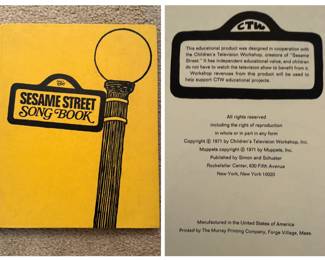 The
SESAME STREET
SONG BOOK
CTW
This educational product was designed in cooperation with
the Children's Television Workshop, creators of "Sesame
Street." It has independent educational value, and children
do not have to watch the television show to benefit from it.
Workshop revenues from this product will be used to
help support CTW educational projects.
All rights reserved
including the right of reproduction
in whole or in part in any form
Copyright © 1971 by Children's Television Workshop, Inc.
Muppets copyright © 1971 by Muppets, Inc.
Published by Simon and Schuster
Rockefeller Center, 630 Fifth Avenue
New York, New York 10020
Manufactured in the United States of America
Printed by The Murray Printing Company, Forge Village, Mass.